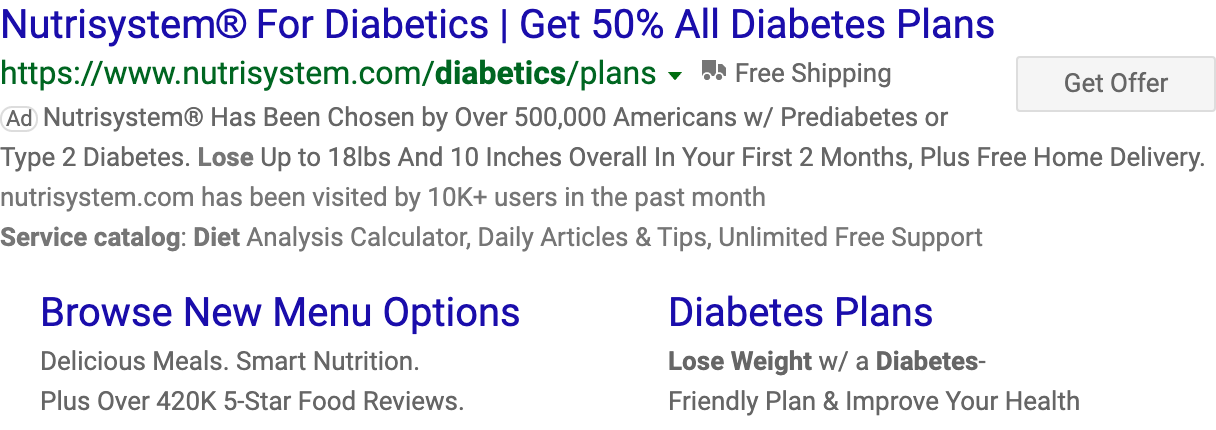 Nutrisystem® For Diabetics | Get 50% All Diabetes Plans
https://www.nutrisystem.com/diabetics/plans Free Shipping
Get Offer
Ad Nutrisystem® Has Been Chosen by Over 500,000 Americans w/ Prediabetes or
Type 2 Diabetes. Lose Up to 18lbs And 10 Inches Overall In Your First 2 Months, Plus Free Home Delivery.
nutrisystem.com has been visited by 10K+ users in the past month
Service catalog: Diet Analysis Calculator, Daily Articles & Tips, Unlimited Free Support
Browse New Menu Options
Delicious Meals. Smart Nutrition.
Plus Over 420K 5-Star Food Reviews.
Diabetes Plans
Lose Weight w/ a Diabetes-
Friendly Plan & Improve Your Health